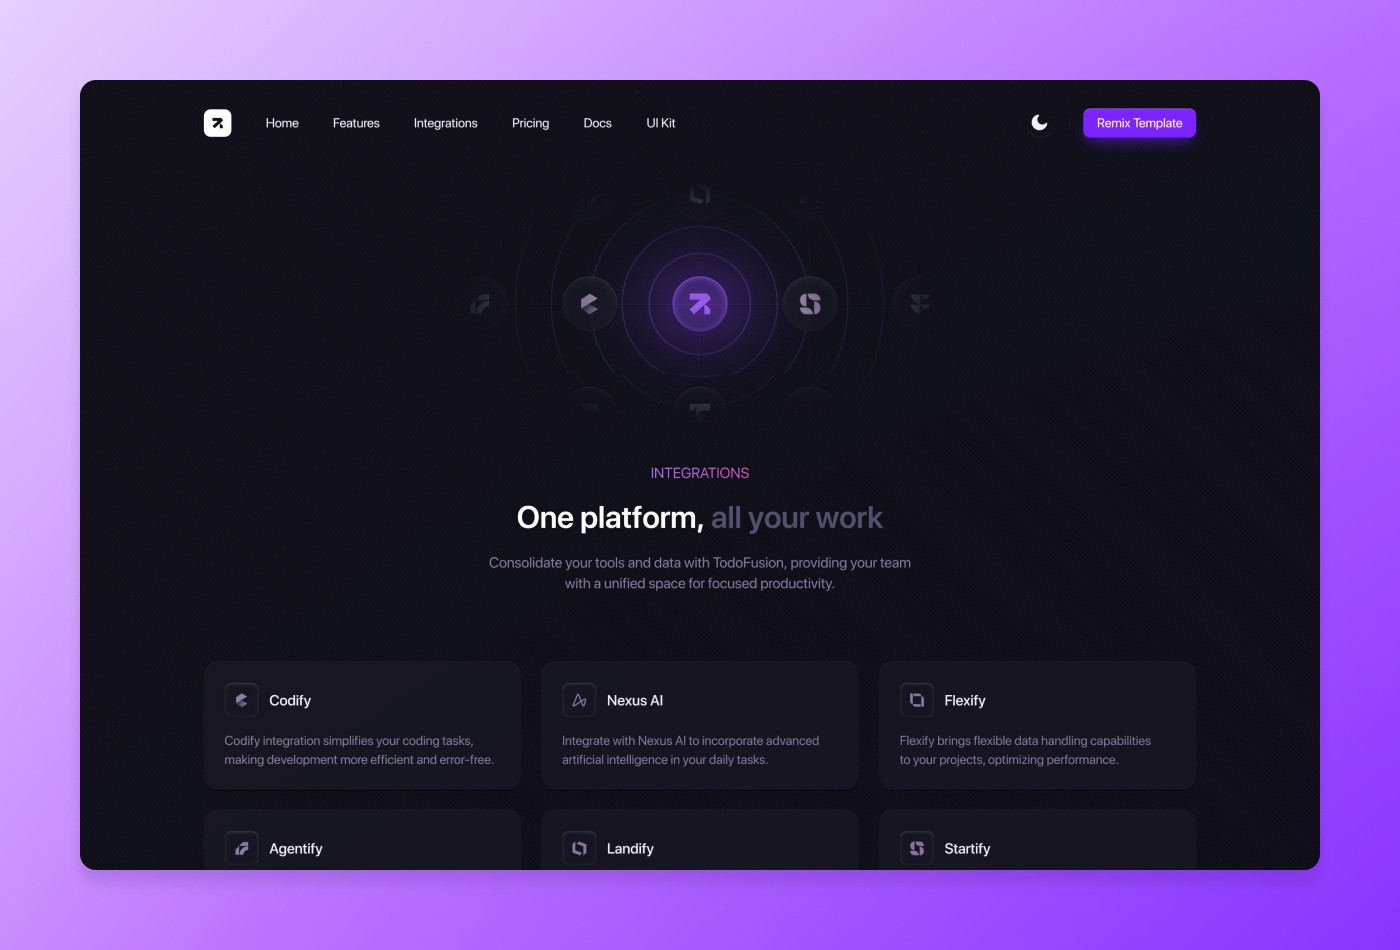 Home Features Integrations Pricing Docs UI Kit Remix Template
INTEGRATIONS
One platform, all your work
Consolidate your tools and data with TodoFusion, providing your team
with a unified space for focused productivity.
Codify
Codify integration simplifies your coding tasks,
making development more efficient and error-free.
Nexus AI
Integrate with Nexus AI to incorporate advanced
artificial intelligence in your daily tasks.
Flexify
Flexify brings flexible data handling capabilities
to your projects, optimizing performance.
Agentify
Landify
Startify